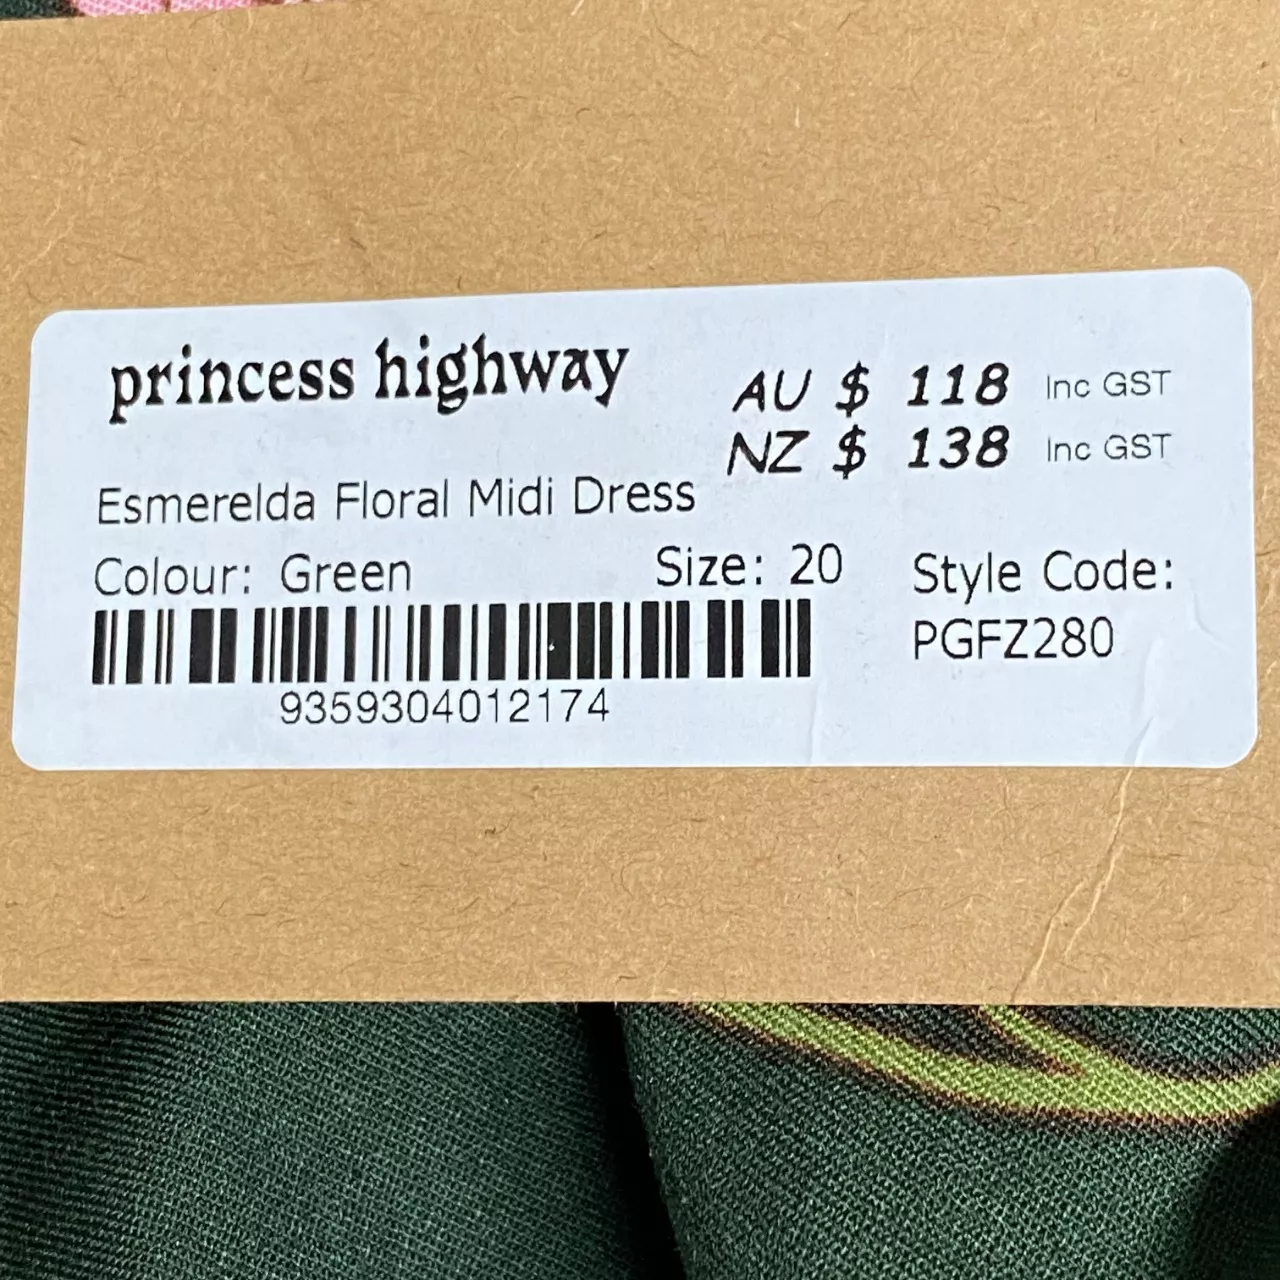 princess highway
AU $ 118 Inc GST
NZ $ 138 Inc GST
Esmerelda Floral Midi Dress
Colour: Green Size: 20 Style Code:
PGFZ280
9359304012174